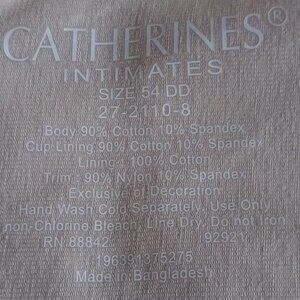 CATHERINES®
INTIMATES
SIZE 54 DD
27-2110-8
Body 90% Cotton 10% Spandex
Cup Lining 90% Cotton 10% Spandex
Lining : 100% Cotton
Trim : 90% Nylon 10% Spandex
Exclusive of Decoration
Hand Wash Cold Separately, Use Only
non-Chlorine Bleach, Line Dry, Do not Iron
RN 88842 (9292)
196391375275
Made in Bangladesh